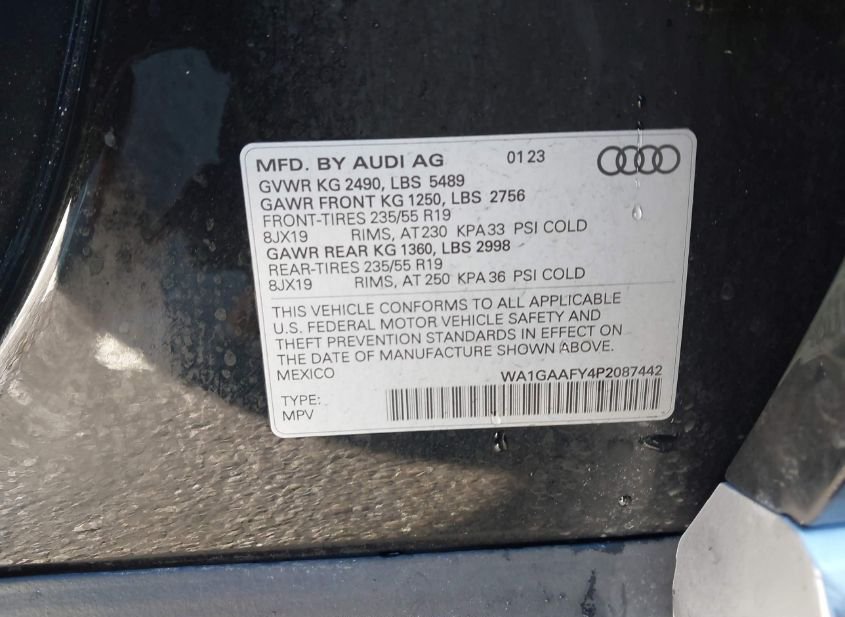 MFD. BY AUDI AG 01 23
GVWR KG 2490, LBS 5489
GAWR FRONT KG 1250, LBS 2756
FRONT-TIRES 235/55 R19
8JX19 RIMS, AT 230 KPA 33 PSI COLD
GAWR REAR KG 1360, LBS 2998
REAR-TIRES 235/55 R19
8JX19 RIMS, AT 250 KPA 36 PSI COLD
THIS VEHICLE CONFORMS TO ALL APPLICABLE
U.S. FEDERAL MOTOR VEHICLE SAFETY AND
THEFT PREVENTION STANDARDS IN EFFECT ON
THE DATE OF MANUFACTURE SHOWN ABOVE.
MEXICO WA1GAAFY4P2087442
TYPE:
MPV